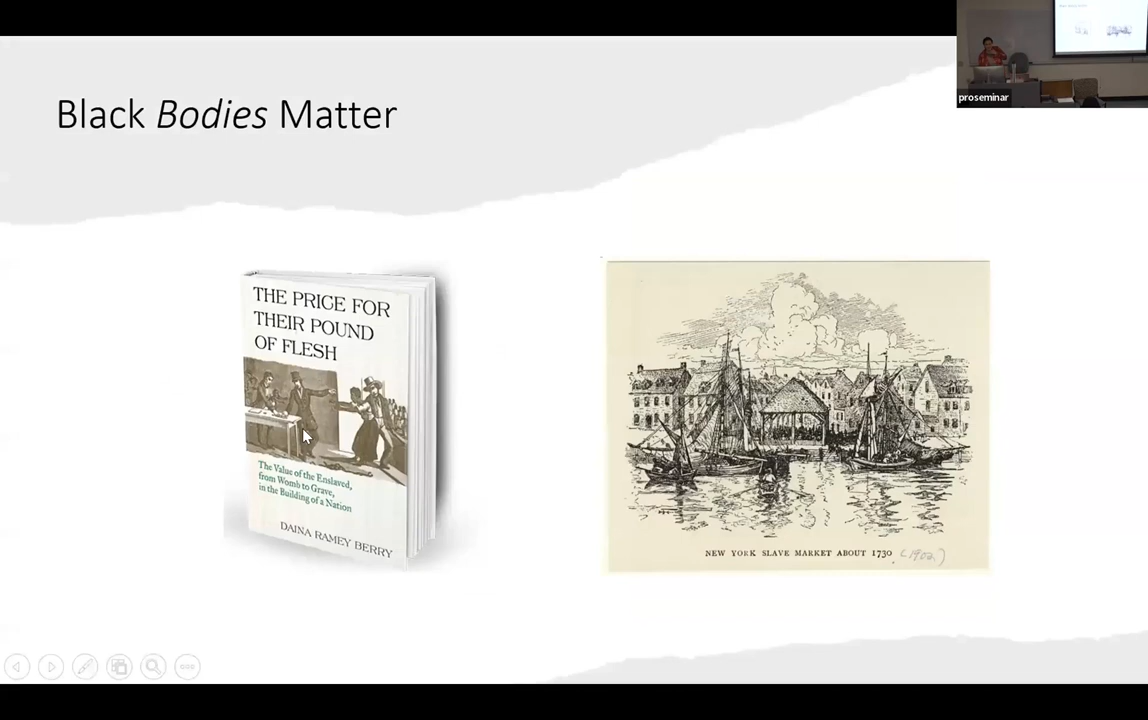 Black Bodies Matter
proseminar
THE PRICE FOR
THEIR POUND
OF FLESH
The Value of the Enslaved,
from Womb to Grave,
in the Building of a Nation
DAINA RAMEY BERRY
NEW YORK SLAVE MARKET ABOUT 1730 (1902)